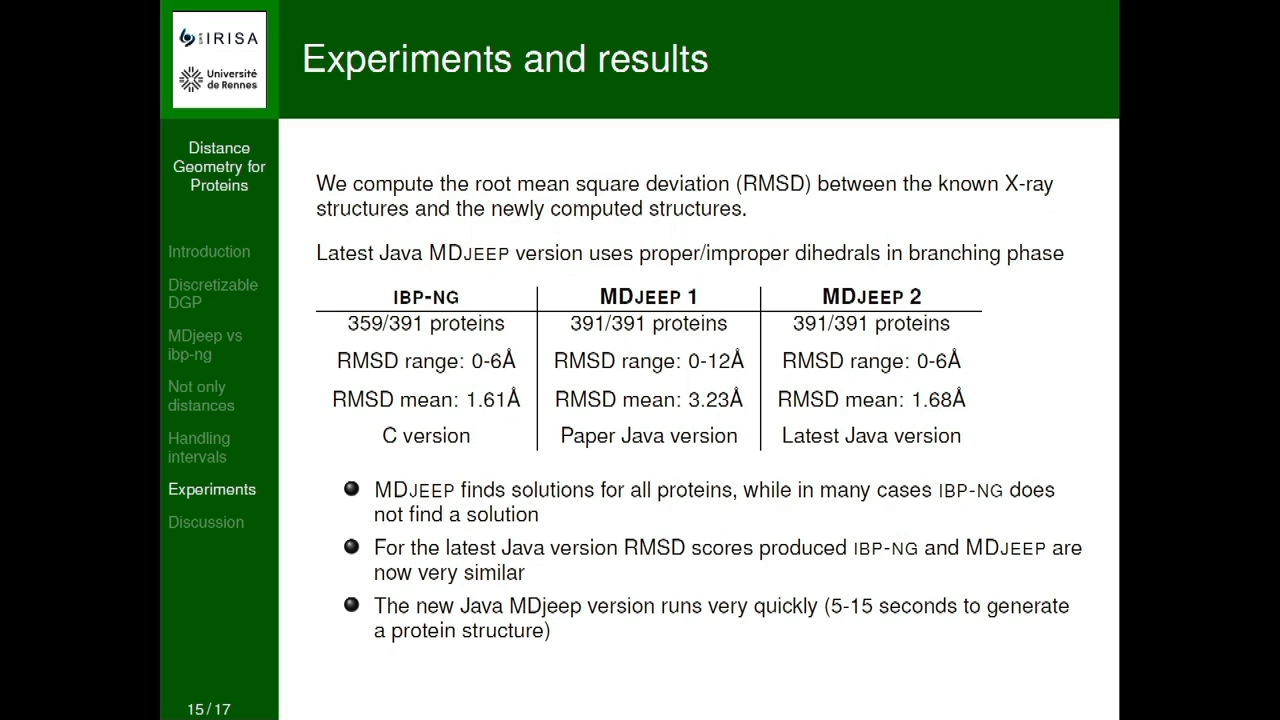 IRISA
Université
de Rennes
Experiments and results
Distance
Geometry for
Proteins
Introduction
Discretizable
DGP
MDjeep vs
ibp-ng
Not only
distances
Handling
intervals
Experiments
Discussion
15 / 17
We compute the root mean square deviation (RMSD) between the known X-ray
structures and the newly computed structures.
Latest Java MDJEEP version uses proper/improper dihedrals in branching phase
IBP-NG MDJEEP 1 MDJEEP 2
359/391 proteins 391/391 proteins 391/391 proteins
RMSD range: 0-6Å RMSD range: 0-12Å RMSD range: 0-6Å
RMSD mean: 1.61Å RMSD mean: 3.23Å RMSD mean: 1.68Å
C version Paper Java version Latest Java version
MDJEEP finds solutions for all proteins, while in many cases IBP-NG does
not find a solution
For the latest Java version RMSD scores produced IBP-NG and MDJEEP are
now very similar
The new Java MDjeep version runs very quickly (5-15 seconds to generate
a protein structure)